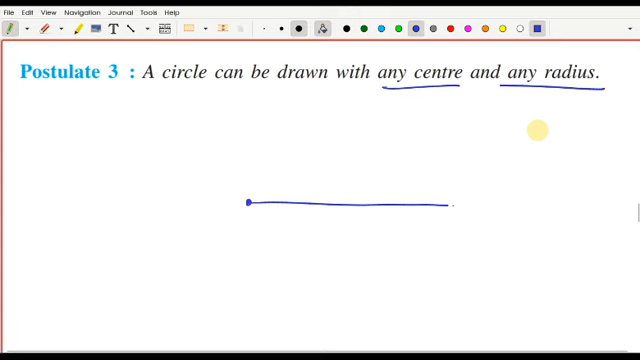 File Edit View Navigation Journal Tools Help
Postulate 3 : A circle can be drawn with any centre and any radius.